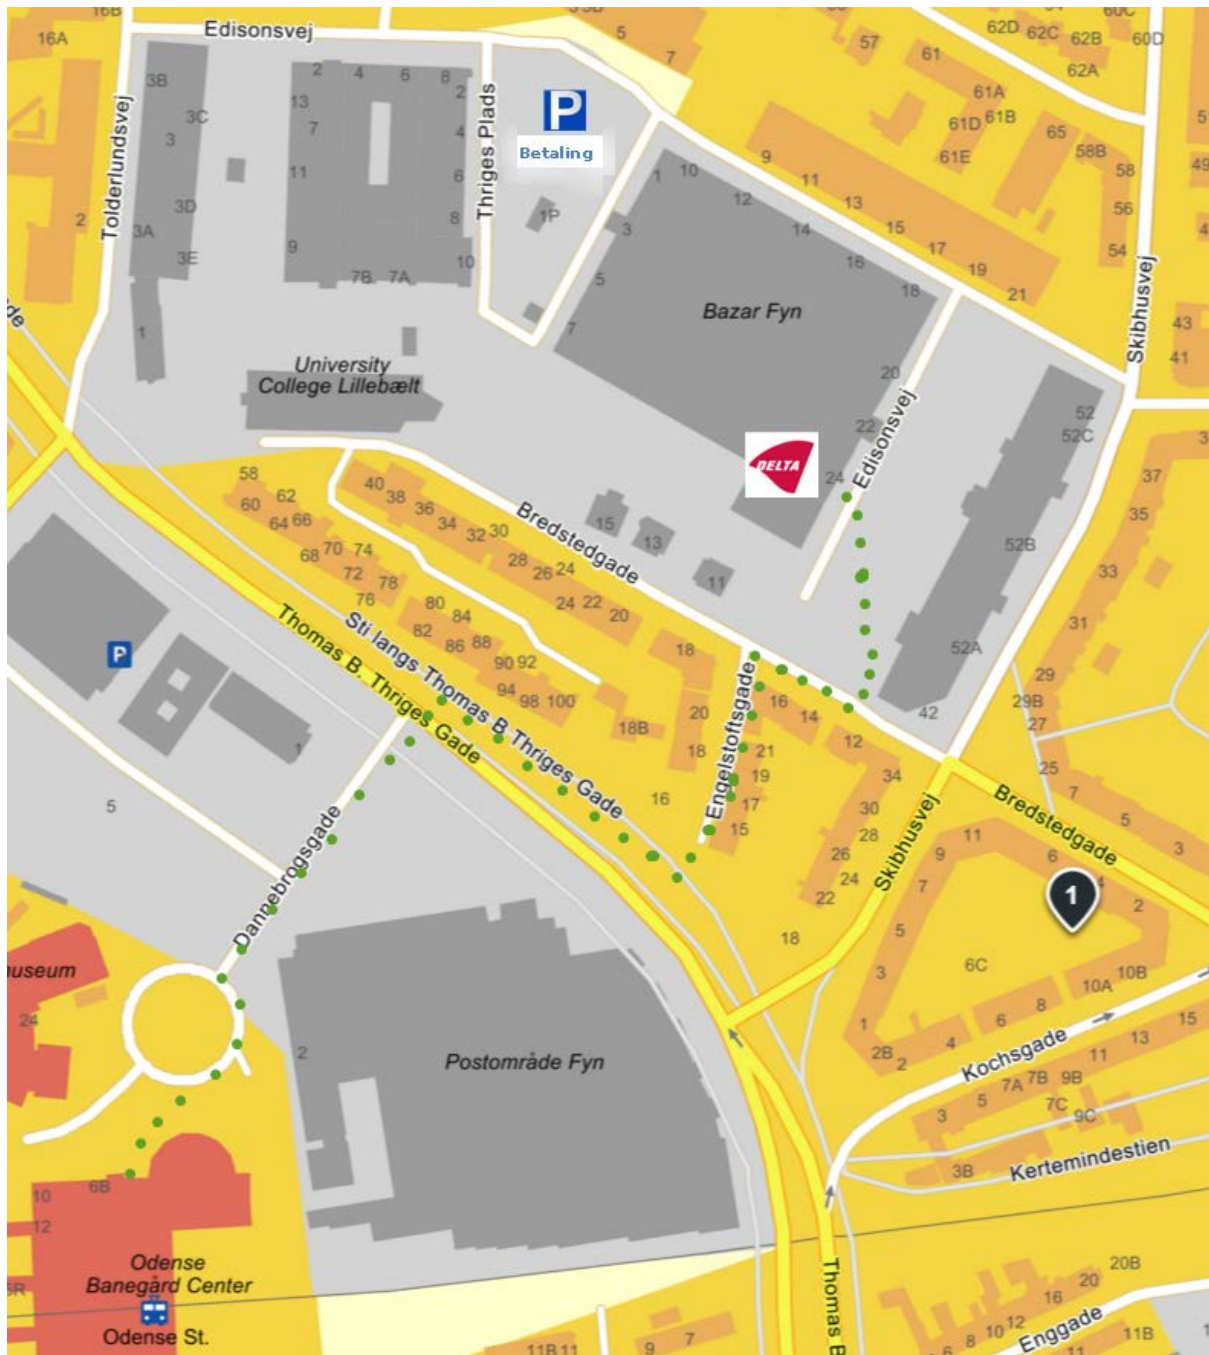 16B
16A
Edisonsvej
5
7
57
61
62D
62C
62B
60C
60D
62A
61A
61D
61B
61E
65
58B
58
56
54
49
43
41
3B
3C
3
3D
3A
3E
1
2
Tolderlundsvej
2
4
6
8
13
7
11
9
7B
7A
2
4
6
8
10
Thriges Plads
P
Betaling
1P
1
3
5
7
10
12
14
16
18
20
22
24
9
11
13
15
17
19
21
Bazar Fyn
Skibhusvej
University
College Lillebælt
DELTA
Edisonsvej
52
52C
52B
52A
42
37
35
33
31
29
29B
27
25
58
60
62
64
66
68
70
72
74
76
78
80
82
84
86
88
90
92
94
98
100
40
38
36
34
32
30
28
26
24
24
22
20
18
Bredstedgade
15
13
11
Sti langs Thomas B. Thriges Gade
Thomas B. Thriges Gade
18B
20
18
16
Engelstoftsgade
16
14
12
21
19
17
15
34
30
28
26
24
22
18
Skibhusvej
Bredstedgade
7
5
3
P
1
5
Dannebrogsgade
11
9
7
5
3
1
6
4
2
1
6C
10A
10B
8
6
4
2
2B
museum
24
2
Postområde Fyn
Kochsgade
15
13
11
9B
7B
7A
7C
9C
5
3
3B
Kertemindestien
6B
10
12
Odense
Banegård Center
Odense St.
5R
11B
11
9
7
Thomas B
20B
20
16
12
10
8
6
Enggade
11B